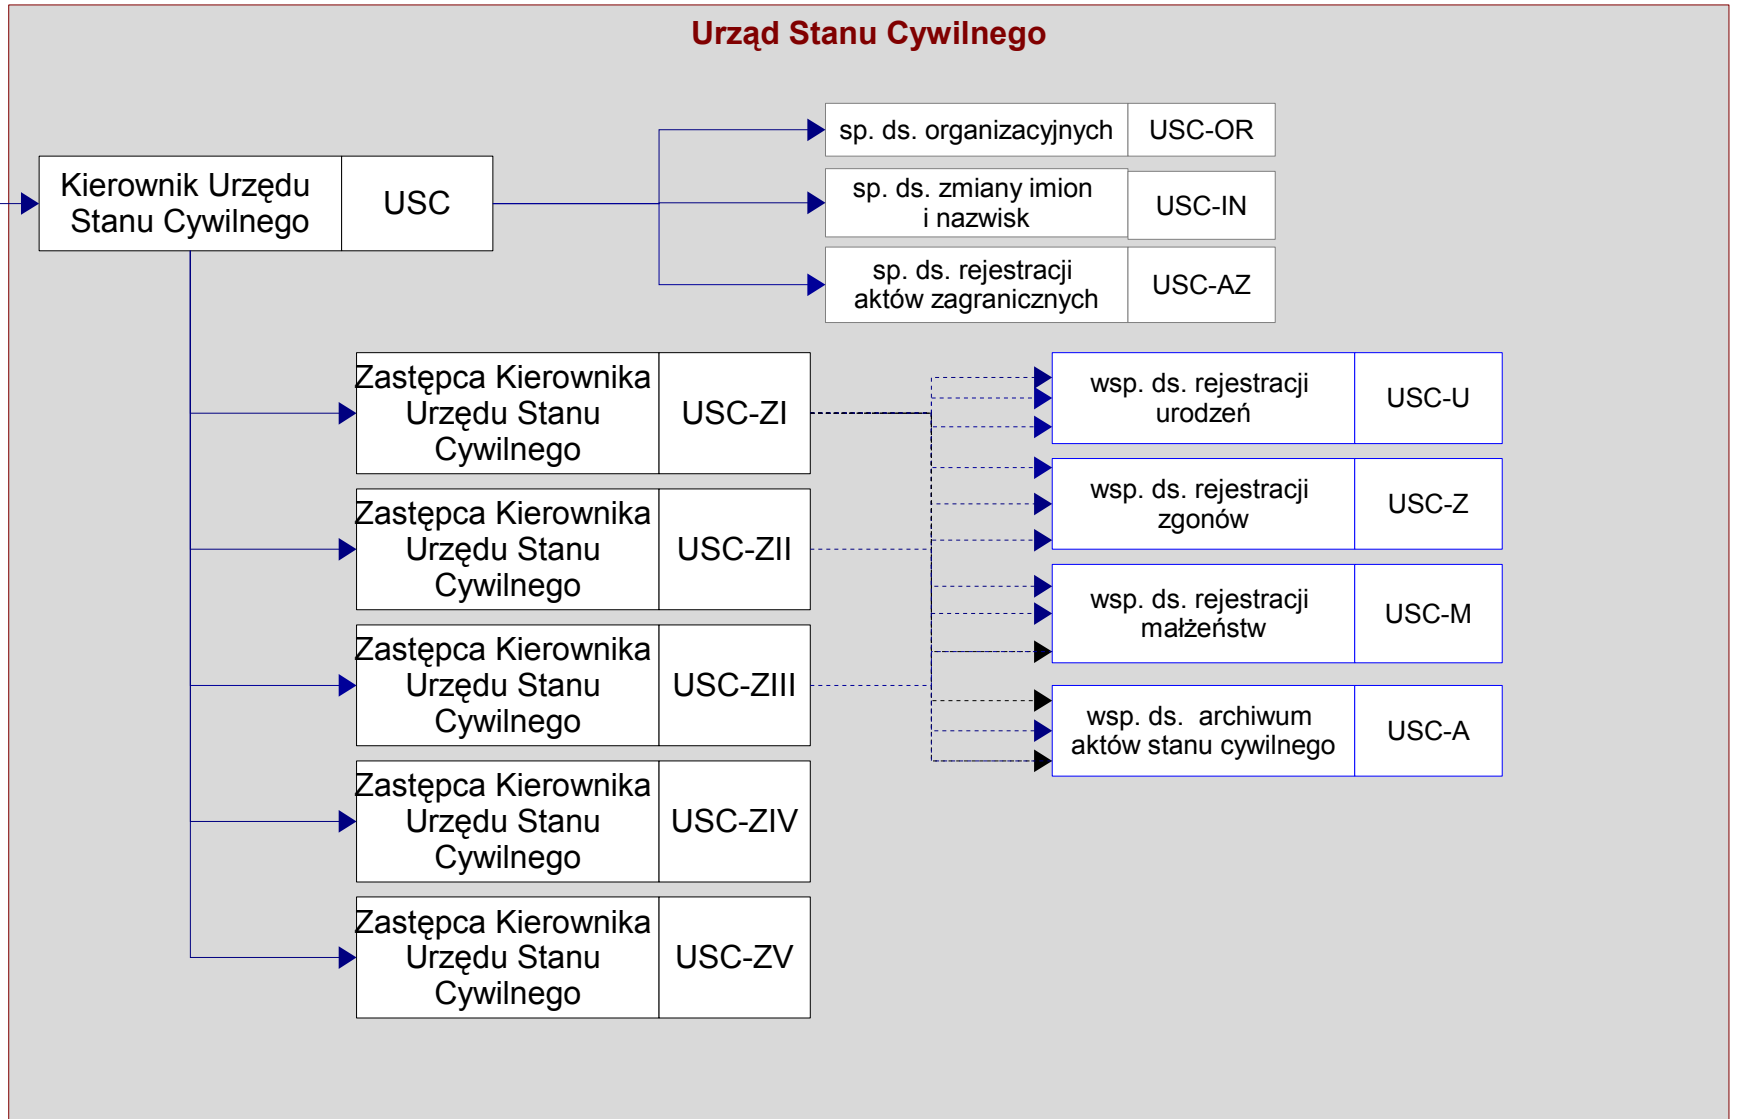 Urząd Stanu Cywilnego
Kierownik Urzędu
Stanu Cywilnego
USC
sp. ds. organizacyjnych
USC-OR
sp. ds. zmiany imion
i nazwisk
USC-IN
sp. ds. rejestracji
aktów zagranicznych
USC-AZ
Zastępca Kierownika
Urzędu Stanu
Cywilnego
USC-ZI
Zastępca Kierownika
Urzędu Stanu
Cywilnego
USC-ZII
Zastępca Kierownika
Urzędu Stanu
Cywilnego
USC-ZIII
Zastępca Kierownika
Urzędu Stanu
Cywilnego
USC-ZIV
Zastępca Kierownika
Urzędu Stanu
Cywilnego
USC-ZV
wsp. ds. rejestracji
urodzeń
USC-U
wsp. ds. rejestracji
zgonów
USC-Z
wsp. ds. rejestracji
małżeństw
USC-M
wsp. ds. archiwum
aktów stanu cywilnego
USC-A